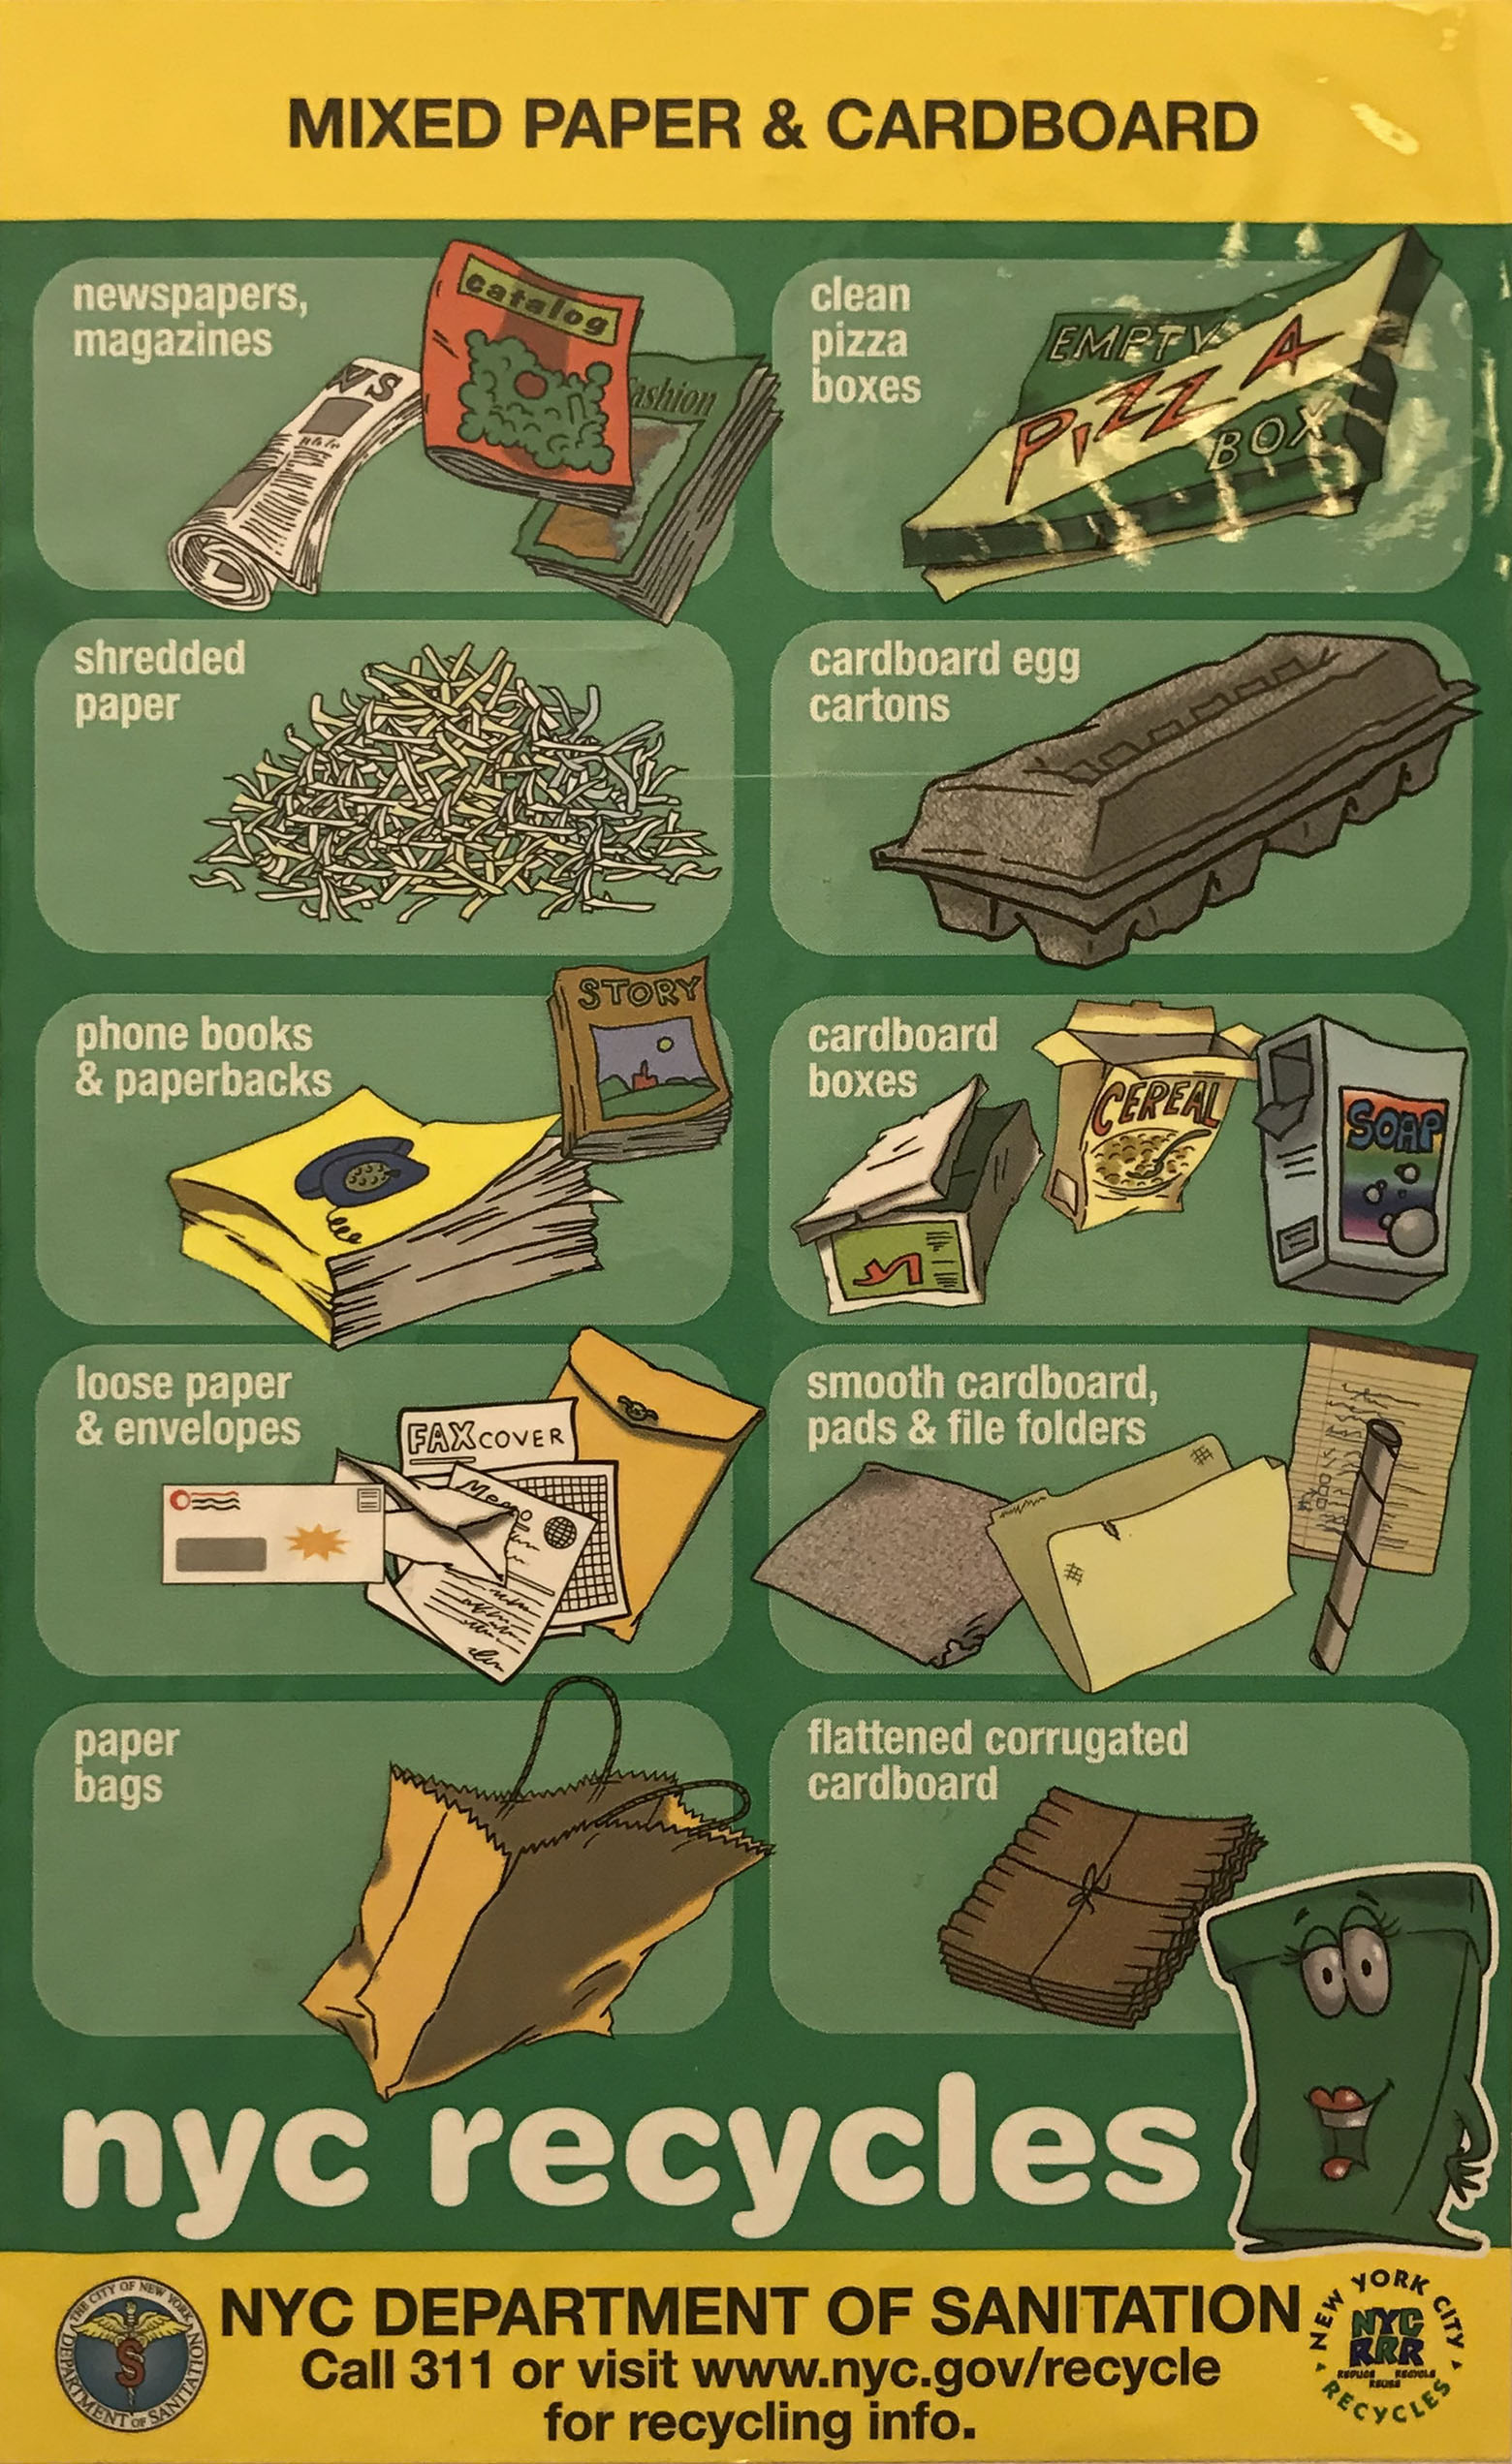 MIXED PAPER & CARDBOARD
newspapers,
magazines
WS
catalog
ashion
clean
pizza
boxes
EMPTY
PIZZA
BOX
shredded
paper
cardboard egg
cartons
phone books
& paperbacks
STORY
cardboard
boxes
CEREAL
SOAP
loose paper
& envelopes
FAX COVER
Memo
smooth cardboard,
pads & file folders
paper
bags
flattened corrugated
cardboard
nyc recycles
THE CITY OF NEW YORK
DEPARTMENT OF SANITATION
S
NYC DEPARTMENT OF SANITATION
Call 311 or visit www.nyc.gov/recycle
for recycling info.
NEW YORK CITY
NYC
RRR
REDUCE REUSE RECYCLE
RECYCLES